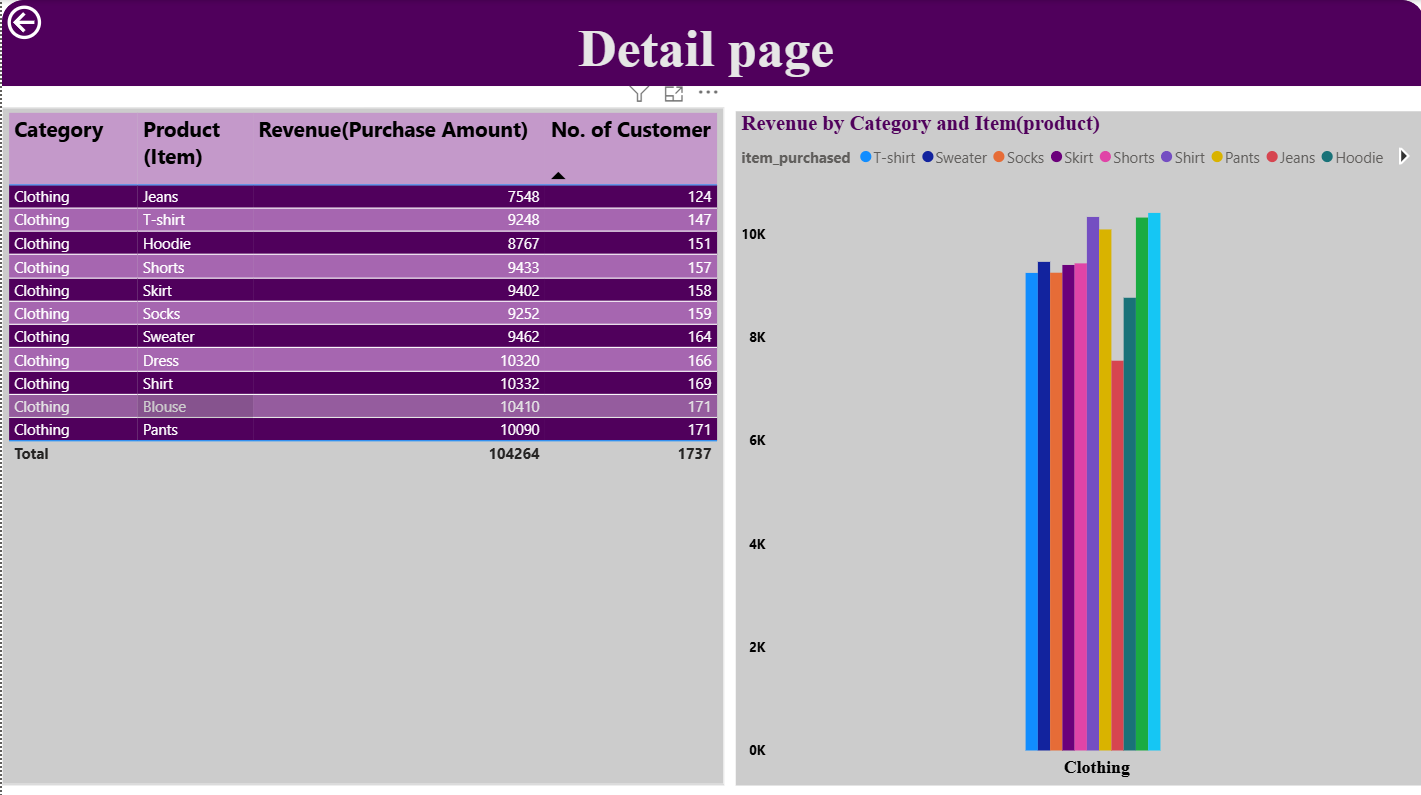 Detail page
Category Product (Item) Revenue(Purchase Amount) No. of Customer
Clothing Jeans 7548 124
Clothing T-shirt 9248 147
Clothing Hoodie 8767 151
Clothing Shorts 9433 157
Clothing Skirt 9402 158
Clothing Socks 9252 159
Clothing Sweater 9462 164
Clothing Dress 10320 166
Clothing Shirt 10332 169
Clothing Blouse 10410 171
Clothing Pants 10090 171
Total 104264 1737
Revenue by Category and Item(product)
item_purchased T-shirt Sweater Socks Skirt Shorts Shirt Pants Jeans Hoodie
10K
8K
6K
4K
2K
0K
Clothing